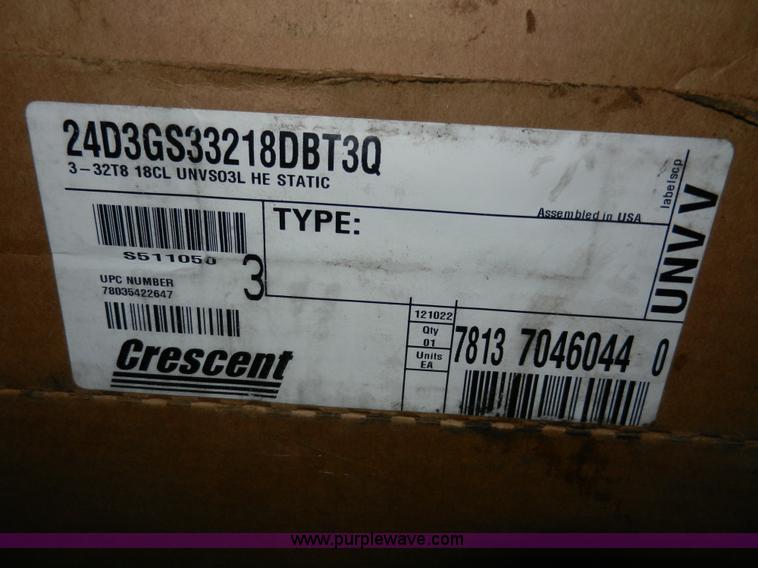 24D3GS33218DBT3Q
3-32T8 18CL UNVS03L HE STATIC
Assembled in USA
labelscp
UNV V
TYPE:
S511050
3
UPC NUMBER
78035422647
121022
Qty
01
Units
EA
7813 7046044 0
Crescent
www.purplewave.com